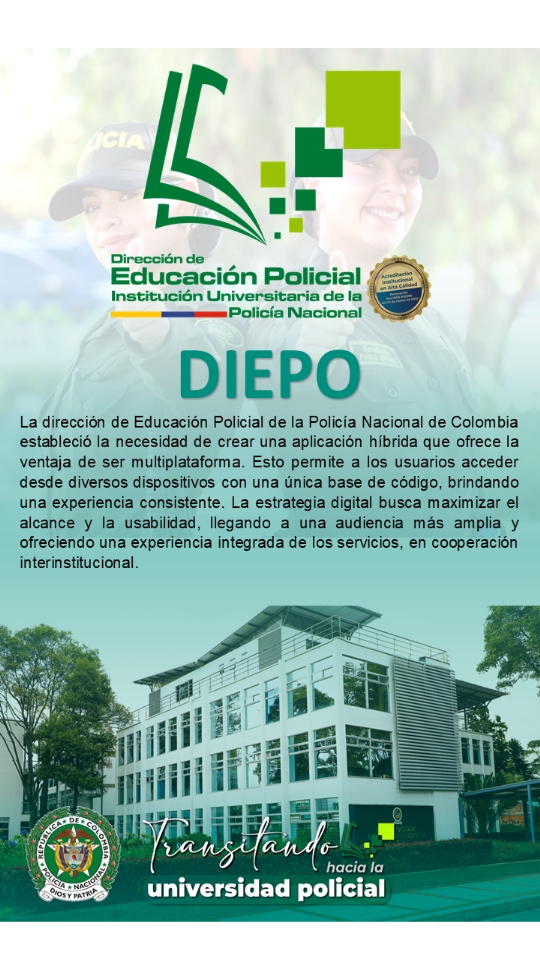 ICIA
Dirección de
Educación Policial
Institución Universitaria de la
Policía Nacional
Acreditación
Institucional
en Alta Calidad
DIEPO
La dirección de Educación Policial de la Policía Nacional de Colombia
estableció la necesidad de crear una aplicación híbrida que ofrece la
ventaja de ser multiplataforma. Esto permite a los usuarios acceder
desde diversos dispositivos con una única base de código, brindando
una experiencia consistente. La estrategia digital busca maximizar el
alcance y la usabilidad, llegando a una audiencia más amplia y
ofreciendo una experiencia integrada de los servicios, en cooperación
interinstitucional.
REPUBLICA DE COLOMBIA
POLICIA NACIONAL
DIOS Y PATRIA
Transitando
hacia la
universidad policial